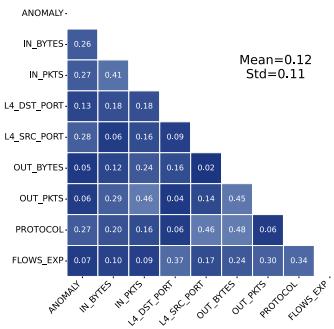 ANOMALY
IN_BYTES 0.26
IN_PKTS 0.27 0.41
Mean=0.12
Std=0.11
L4_DST_PORT 0.13 0.18 0.18
L4_SRC_PORT 0.28 0.06 0.16 0.09
OUT_BYTES 0.05 0.12 0.24 0.16 0.02
OUT_PKTS 0.06 0.29 0.46 0.04 0.14 0.45
PROTOCOL 0.27 0.20 0.16 0.06 0.46 0.48 0.06
FLOWS_EXP 0.07 0.10 0.09 0.37 0.17 0.24 0.30 0.34
ANOMALY IN_BYTES IN_PKTS L4_DST_PORT L4_SRC_PORT OUT_BYTES OUT_PKTS PROTOCOL FLOWS_EXP